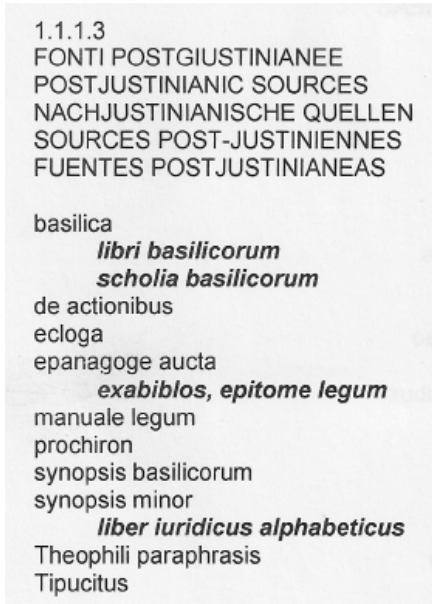 1.1.1.3
FONTI POSTGIUSTINIANEE
POSTJUSTINIANIC SOURCES
NACHJUSTINIANISCHE QUELLEN
SOURCES POST-JUSTINIENNES
FUENTES POSTJUSTINIANEAS
basilica
libri basilicorum
scholia basilicorum
de actionibus
ecloga
epanagoge aucta
exabiblos, epitome legum
manuale legum
prochiron
synopsis basilicorum
synopsis minor
liber iuridicus alphabeticus
Theophili paraphrasis
Tipucitus